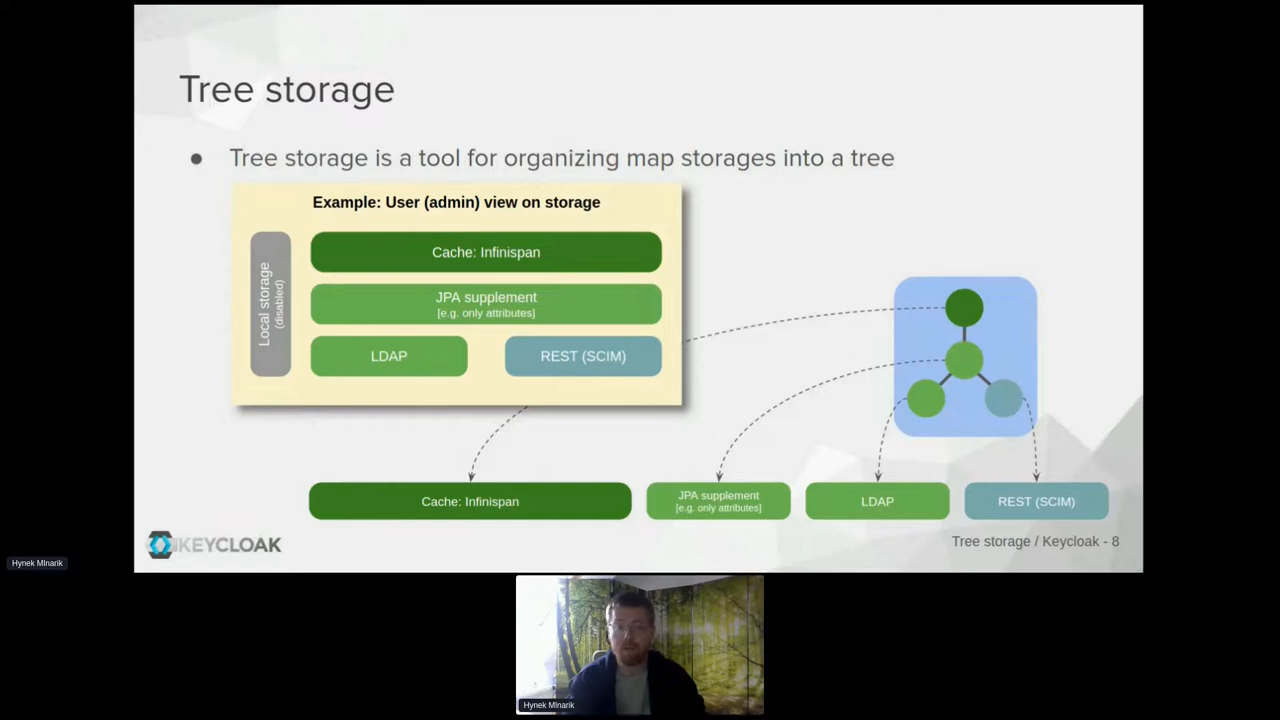 Tree storage
● Tree storage is a tool for organizing map storages into a tree
Example: User (admin) view on storage
Local storage
(disabled)
Cache: Infinispan
JPA supplement
[e.g. only attributes]
LDAP
REST (SCIM)
Cache: Infinispan
JPA supplement
[e.g. only attributes]
LDAP
REST (SCIM)
KEYCLOAK
Tree storage / Keycloak - 8
Hynek Mlnarik
Hynek Mlnarik